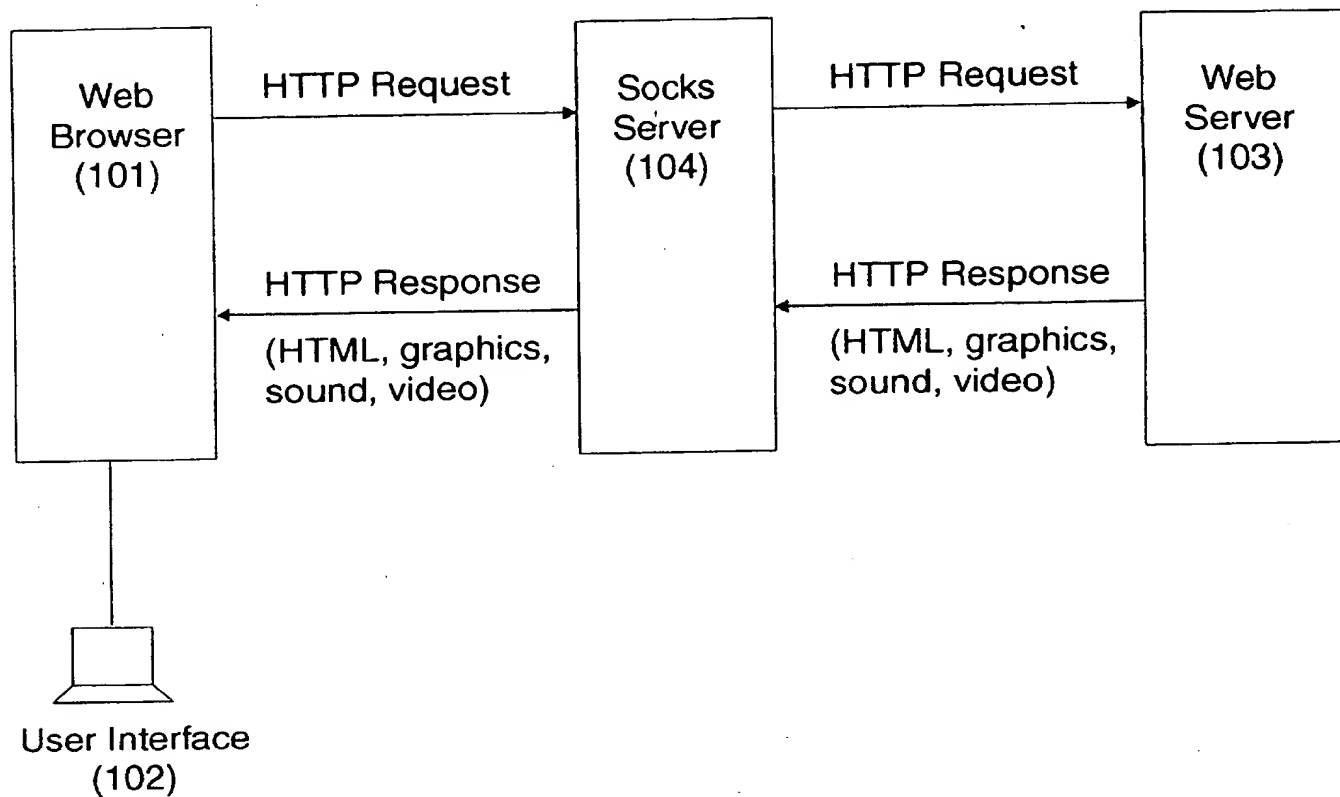 Web
Browser
(101)
HTTP Request
Socks
Server
(104)
HTTP Request
Web
Server
(103)
HTTP Response
(HTML, graphics,
sound, video)
HTTP Response
(HTML, graphics,
sound, video)
User Interface
(102)